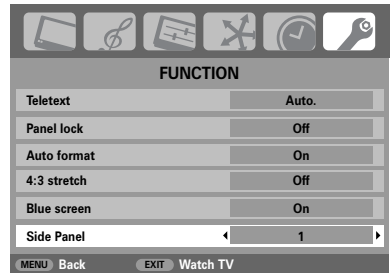 FUNCTION
Teletext Auto.
Panel lock Off
Auto format On
4:3 stretch Off
Blue screen On
Side Panel 1
MENU Back EXIT Watch TV